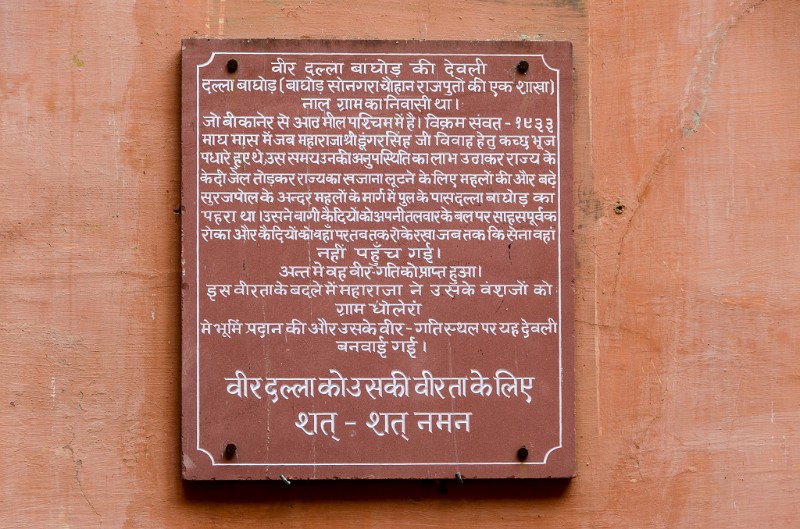 वीर दल्ला बाघोड़ की देवली
दल्ला बाघोड़ (बाघोड़ सोनगरा चौहान राजपुतों की एक शाखा)
नाल ग्राम का निवासी था।
जो बीकानेर से आठ मील पश्चिम में है। विक्रम संवत - १९३३
माघ मास में जब महाराजा श्री डूंगरसिंह जी विवाह हेतु कच्छ भूज
पधारे हुए थे, उस समय उनकी अनुपस्थिति का लाभ उठाकर राज्य के
कैदी जेल तोड़कर राज्य का खजाना लूटने के लिए महलों की और बढ़े
सुरजपोल के अन्दर महलों के मार्ग में पुल के पास दल्ला बाघोड़ का
पहरा था। उसने बागी कैदियों को अपनी तलवार के बल पर साहस पूर्वक
रोका और कैदियों को वहाँ पर तब तक रोके रखा जब तक कि सेना वहां
नहीं पहुँच गई।
अन्त मे वह वीर-गति को प्राप्त हुआ।
इस वीरता के बदले में महाराजा ने उसके वंशजों को
ग्राम धोलेरां
मे भूमि प्रदान की और उसके वीर - गति स्थल पर यह देवली
बनवाई गई।
वीर दल्ला को उसकी वीरता के लिए
शत् - शत् नमन